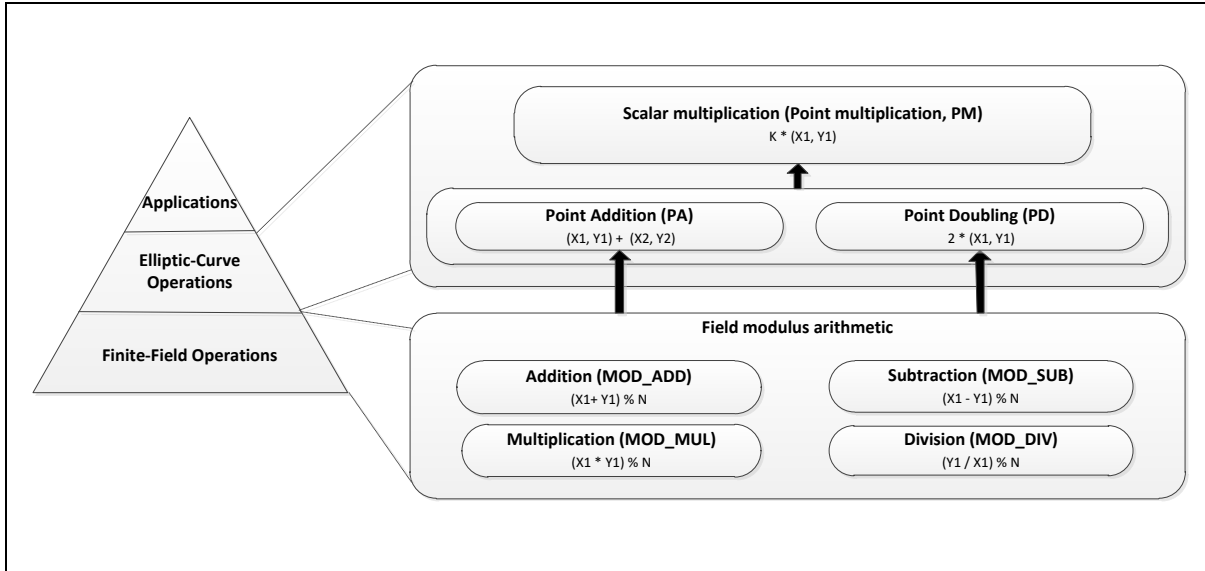 Applications
Elliptic-Curve
Operations
Finite-Field Operations
Scalar multiplication (Point multiplication, PM)
K * (X1, Y1)
Point Addition (PA)
(X1, Y1) + (X2, Y2)
Point Doubling (PD)
2 * (X1, Y1)
Field modulus arithmetic
Addition (MOD_ADD)
(X1+ Y1) % N
Subtraction (MOD_SUB)
(X1 - Y1) % N
Multiplication (MOD_MUL)
(X1 * Y1) % N
Division (MOD_DIV)
(Y1 / X1) % N